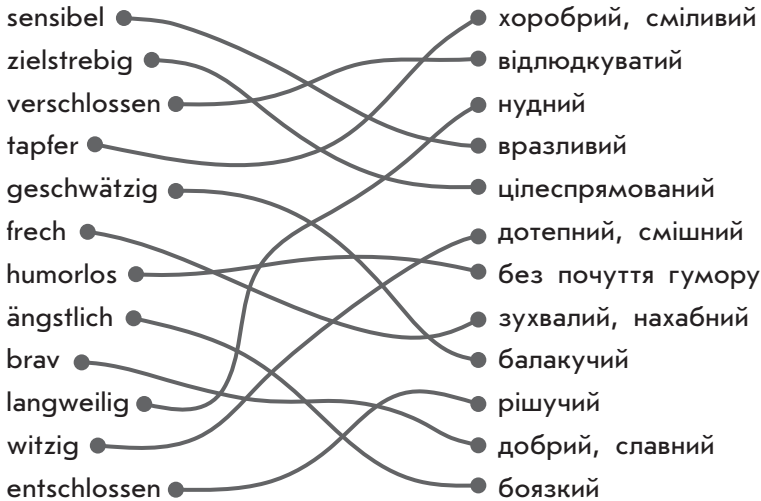 sensibel хоробрий, сміливий
zielstrebig відлюдкуватий
verschlossen нудний
tapfer вразливий
geschwätzig цілеспрямований
frech дотепний, смішний
humorlos без почуття гумору
ängstlich зухвалий, нахабний
brav балакучий
langweilig рішучий
witzig добрий, славний
entschlossen боязкий